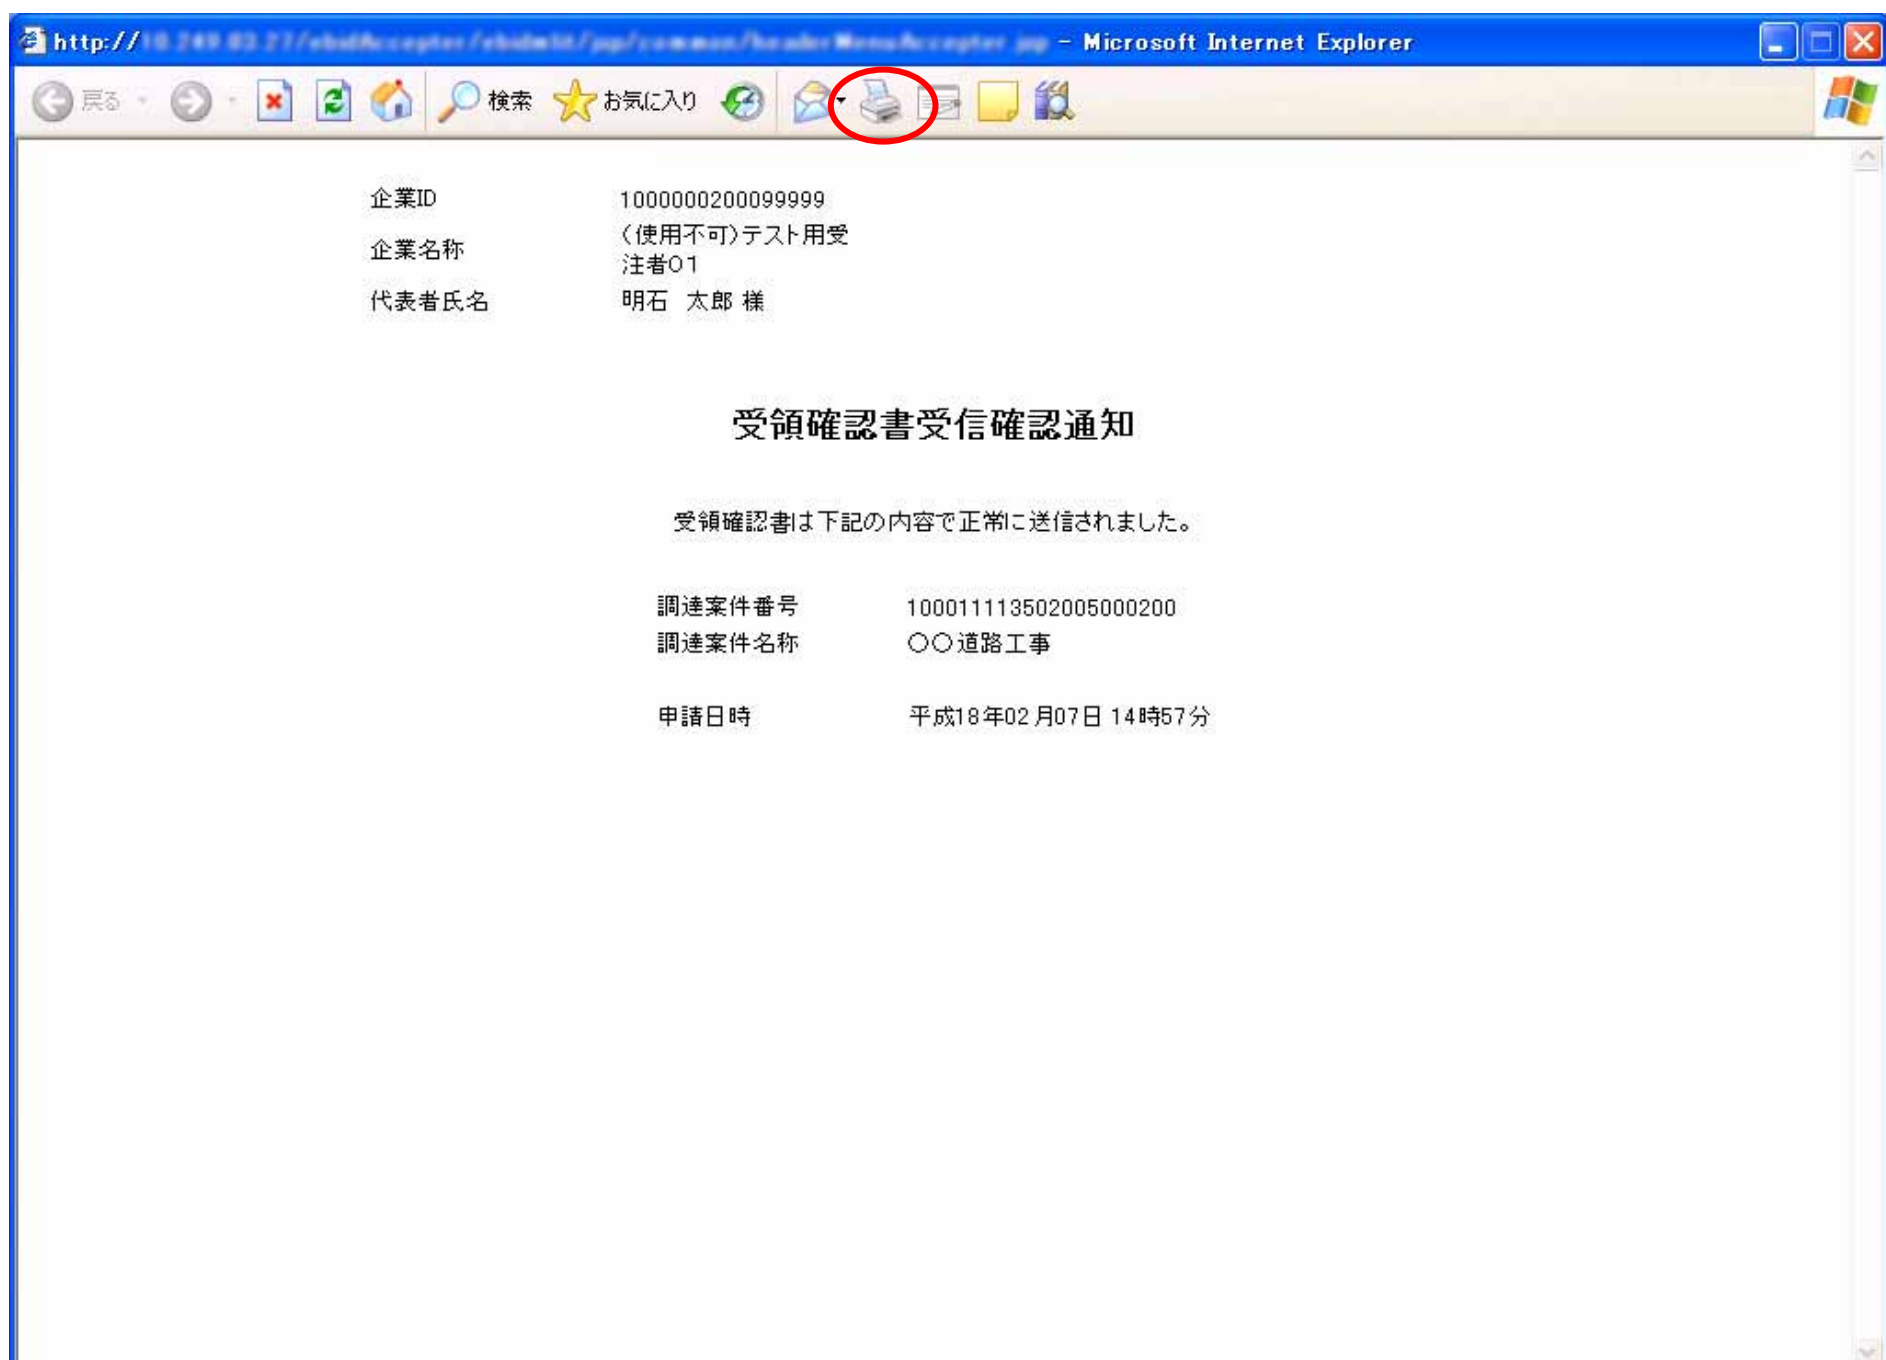 http:// - Microsoft Internet Explorer
戻る 検索 お気に入り
企業ID 1000000200099999
企業名称 (使用不可)テスト用受
注者01
代表者氏名 明石 太郎 様
受領確認書受信確認通知
受領確認書は下記の内容で正常に送信されました。
調達案件番号 100011113502005000200
調達案件名称 〇〇道路工事
申請日時 平成18年02月07日 14時57分